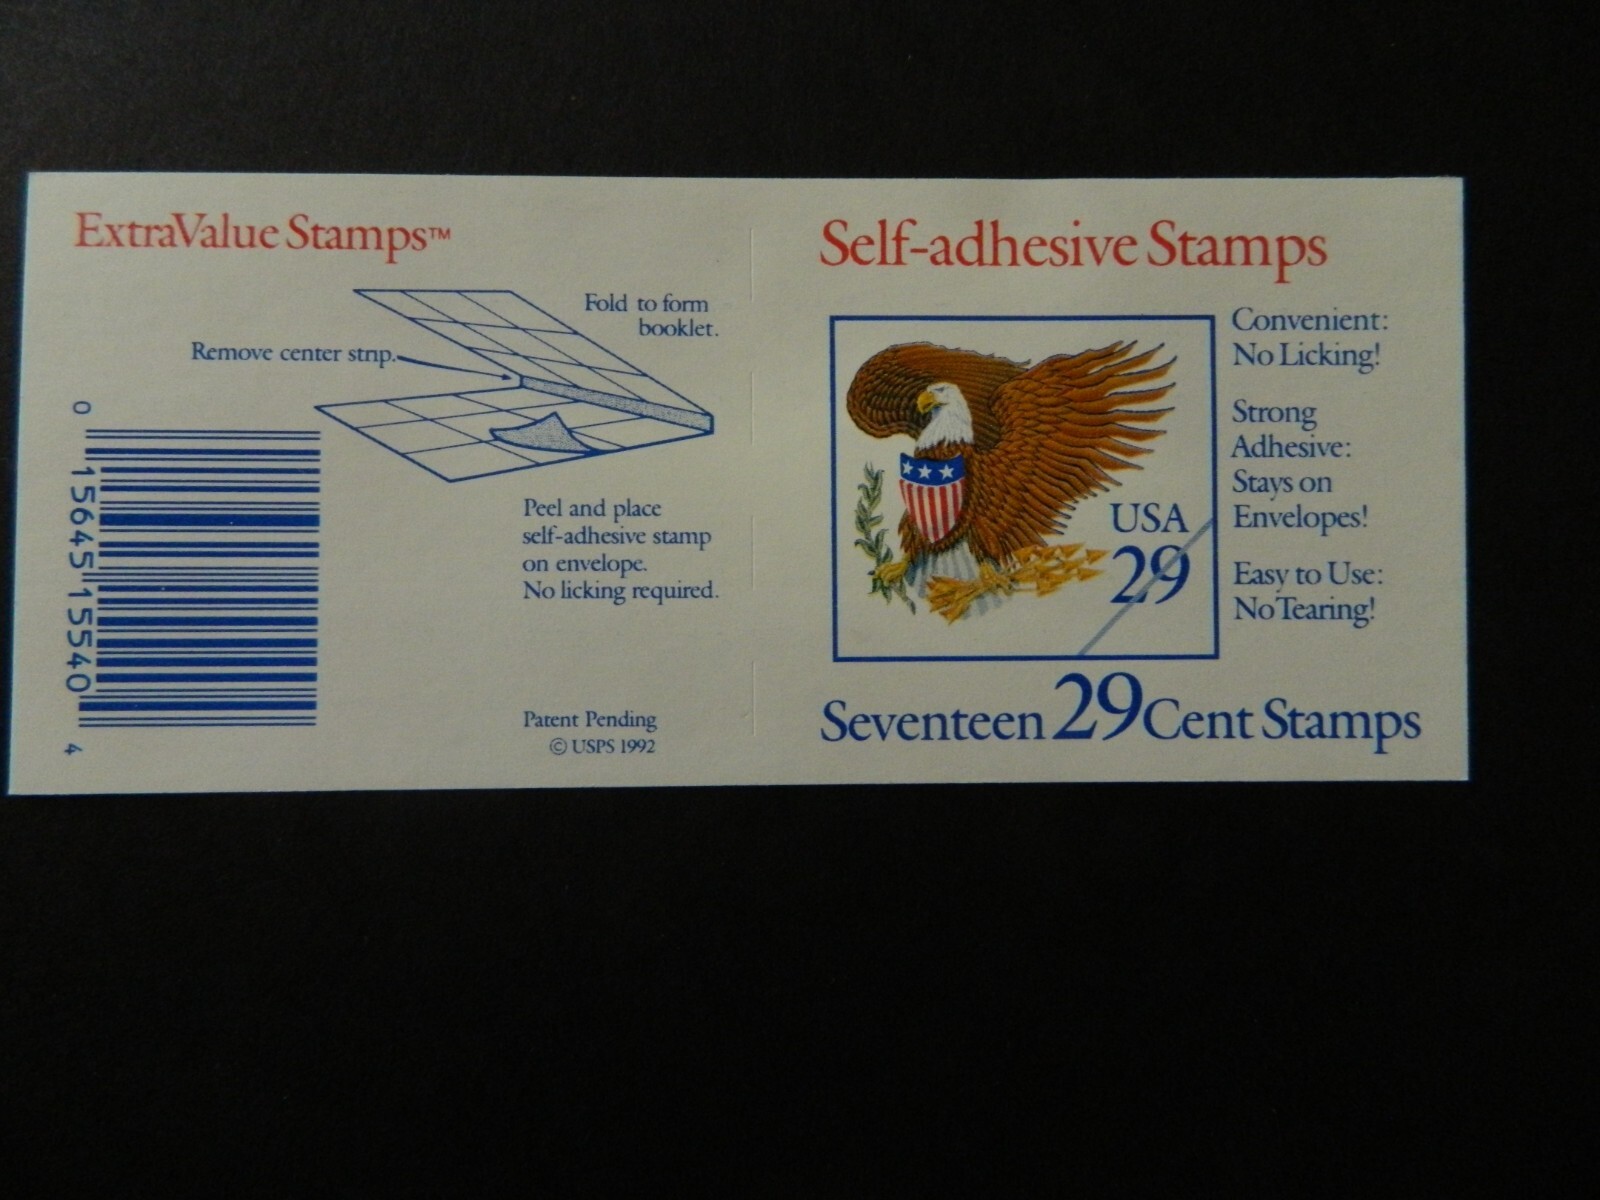 ExtraValue Stamps™
Fold to form
booklet.
Remove center strip.
0 15645 15540 4
Peel and place
self-adhesive stamp
on envelope.
No licking required.
Patent Pending
© USPS 1992
Self-adhesive Stamps
Convenient:
No Licking!
Strong
Adhesive:
Stays on
Envelopes!
Easy to Use:
No Tearing!
USA
29
Seventeen 29 Cent Stamps